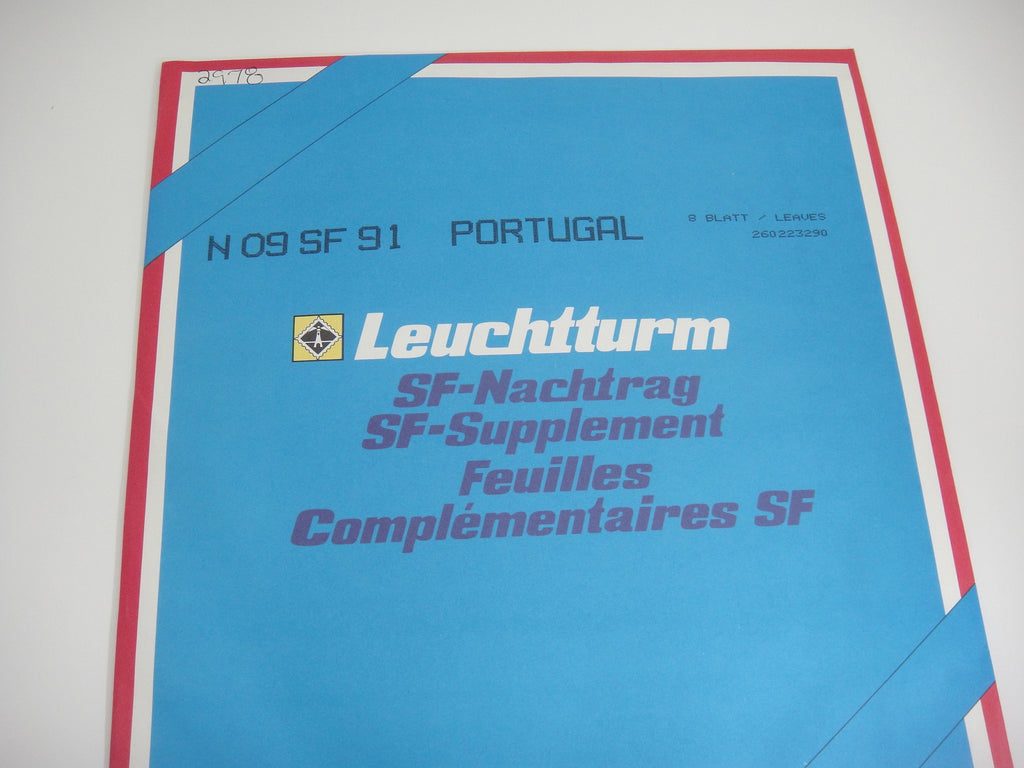 2978
N 09 SF 91 PORTUGAL 8 BLATT / LEAVES
260223290
Leuchtturm
SF-Nachtrag
SF-Supplement
Feuilles
Complémentaires SF